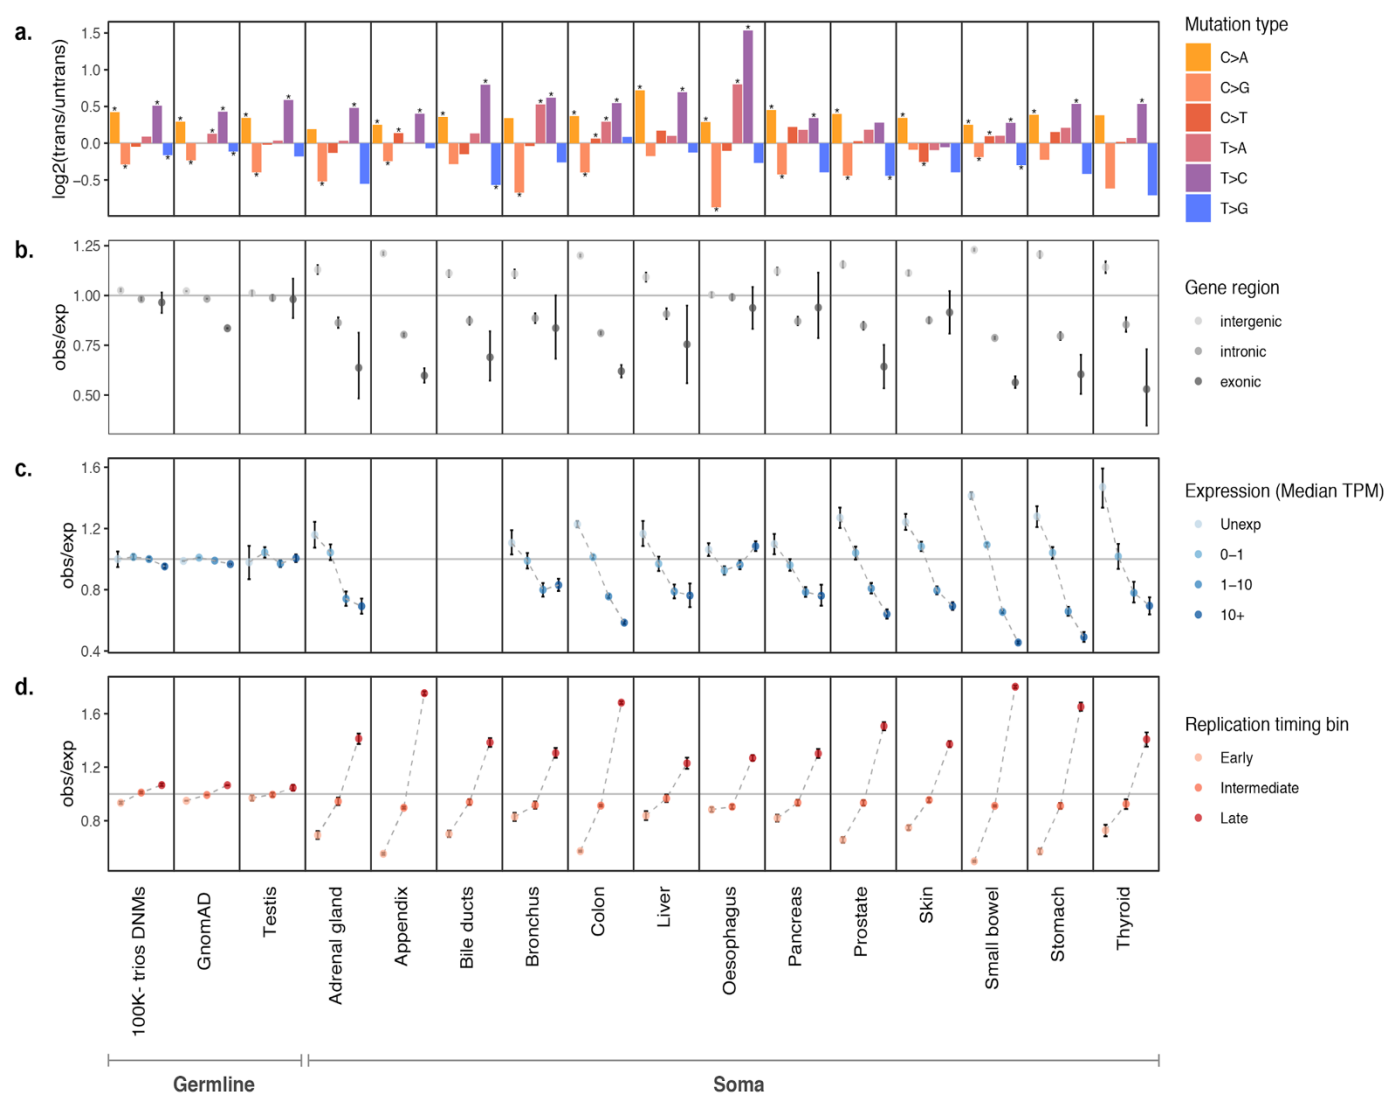 a.
log2(trans/untrans)
1.5
1.0
0.5
0.0
−0.5
Mutation type
C>A
C>G
C>T
T>A
T>C
T>G
b.
obs/exp
1.25
1.00
0.75
0.50
Gene region
intergenic
intronic
exonic
c.
obs/exp
1.6
1.2
0.8
0.4
Expression (Median TPM)
Unexp
0−1
1−10
10+
d.
obs/exp
1.6
1.2
0.8
Replication timing bin
Early
Intermediate
Late
100K- trios DNMs
GnomAD
Testis
Adrenal gland
Appendix
Bile ducts
Bronchus
Colon
Liver
Oesophagus
Pancreas
Prostate
Skin
Small bowel
Stomach
Thyroid
Germline
Soma